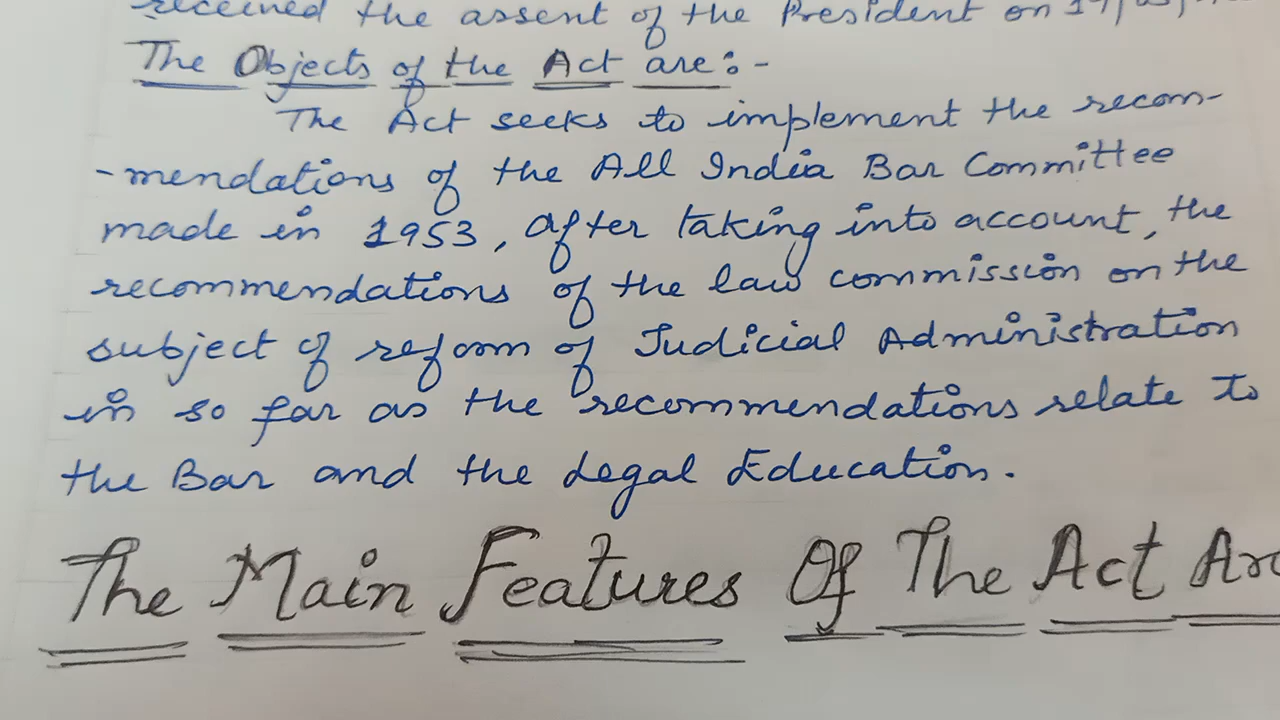 received the assent of the President on
The Objects of the Act are:-
The Act seeks to implement the recom-
-mendations of the All India Bar Committee
made in 1953, after taking into account, the
recommendations of the law commission on the
subject of reform of Judicial Administration
in so far as the recommendations relate to
the Bar and the Legal Education.
The Main Features Of The Act Are